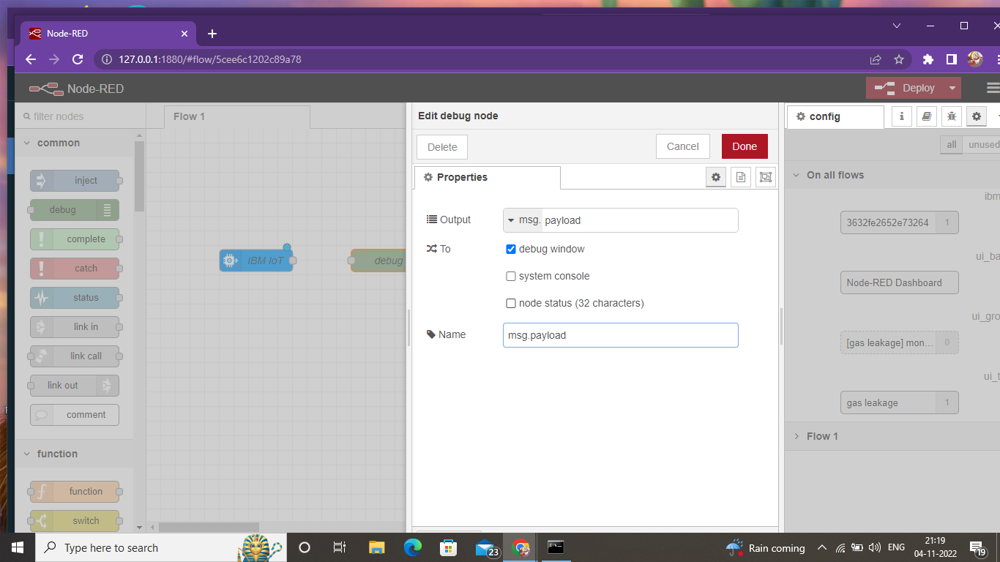 Node-RED
127.0.0.1:1880/#flow/5cee6c1202c89a78
Node-RED
Deploy
filter nodes
Flow 1
common
inject
debug
complete
catch
status
link in
link call
link out
comment
function
function
switch
IBM IoT
debug
Edit debug node
Delete
Cancel
Done
Properties
Output
msg. payload
To
debug window
system console
node status (32 characters)
Name
msg.payload
config
all
unused
On all flows
ibm
3632fe2652e73264 1
ui_ba
Node-RED Dashboard
ui_gro
[gas leakage] mon... 0
ui_t
gas leakage 1
Flow 1
Type here to search
23
Rain coming
ENG
21:19
04-11-2022
19